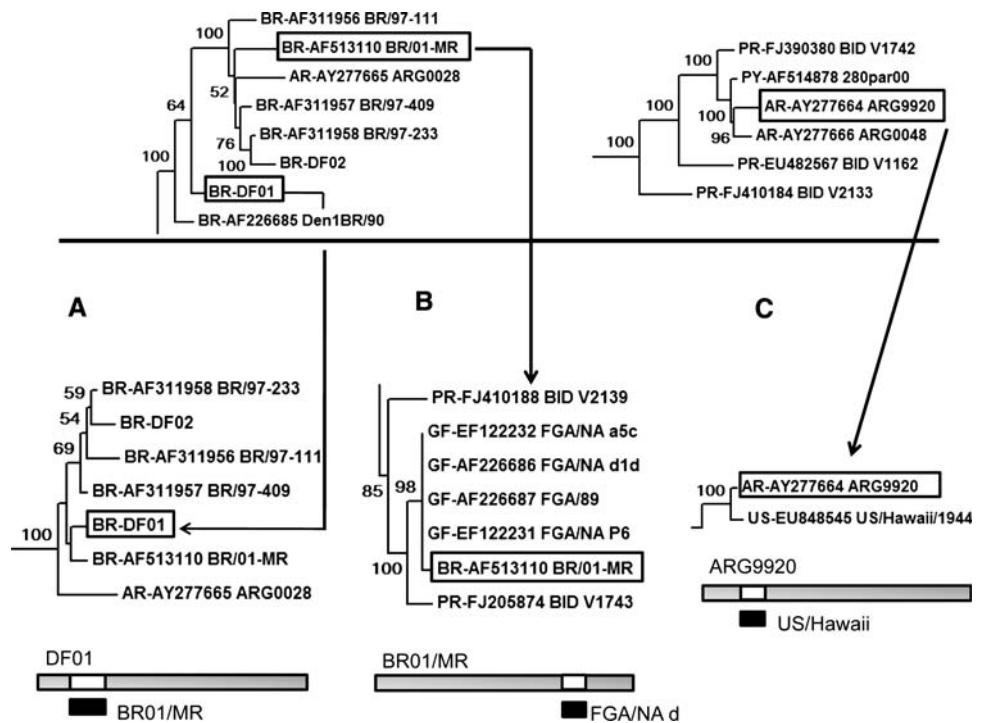 BR-AF311956 BR/97-111
100
BR-AF513110 BR/01-MR
AR-AY277665 ARG0028
52
BR-AF311957 BR/97-409
64
BR-AF311958 BR/97-233
76
BR-DF02
100
100
BR-DF01
BR-AF226685 Den1BR/90
PR-FJ390380 BID V1742
100
PY-AF514878 280par00
100
AR-AY277664 ARG9920
100
96
AR-AY277666 ARG0048
100
PR-EU482567 BID V1162
PR-FJ410184 BID V2133
A
BR-AF311958 BR/97-233
59
BR-DF02
54
BR-AF311956 BR/97-111
69
BR-AF311957 BR/97-409
BR-DF01
100
BR-AF513110 BR/01-MR
AR-AY277665 ARG0028
DF01
BR01/MR
B
PR-FJ410188 BID V2139
GF-EF122232 FGA/NA a5c
GF-AF226686 FGA/NA d1d
85
98
GF-AF226687 FGA/89
GF-EF122231 FGA/NA P6
100
BR-AF513110 BR/01-MR
PR-FJ205874 BID V1743
BR01/MR
FGA/NA d
C
AR-AY277664 ARG9920
100
US-EU848545 US/Hawaii/1944
ARG9920
US/Hawaii